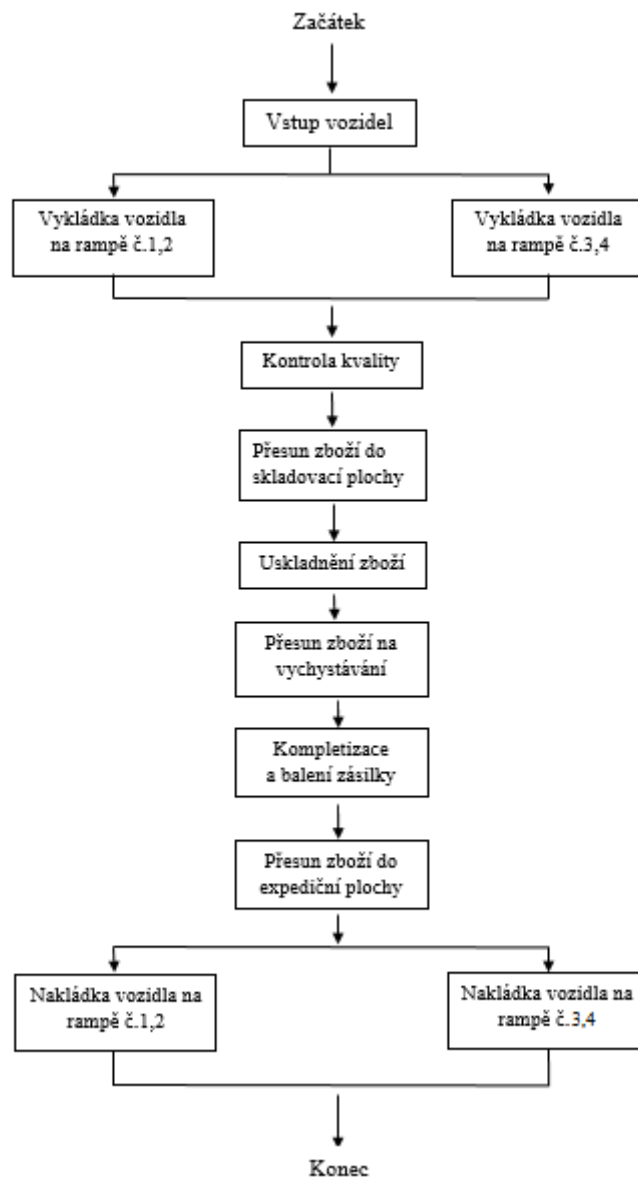 Začátek
Vstup vozidel
Vykládka vozidla
na rampě č.1,2
Vykládka vozidla
na rampě č.3,4
Kontrola kvality
Přesun zboží do
skladovací plochy
Uskladnění zboží
Přesun zboží na
vychystávání
Kompletizace
a balení zásilky
Přesun zboží do
expediční plochy
Nakládka vozidla na
rampě č.1,2
Nakládka vozidla na
rampě č.3,4
Konec